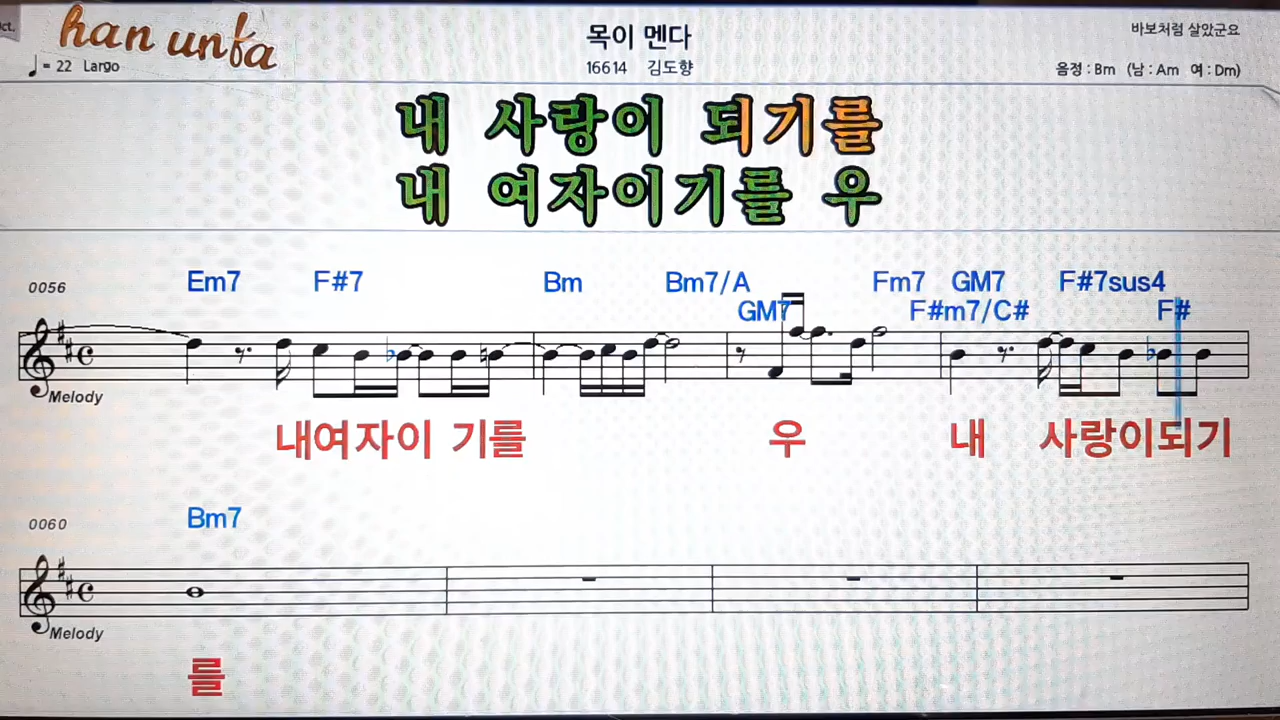 ct.
han unfa
목이 멘다
바보처럼 살았군요
♩= 22 Largo
16614 김도향
음정 : Bm (남 : Am 여 : Dm)
내 사랑이 되기를
내 여자이기를 우
0056 Em7 F#7 Bm Bm7/A Fm7 GM7 F#7sus4
GM7 F#m7/C# F#
Melody
내여자이 기를 우 내 사랑이되기
0060 Bm7
Melody
를